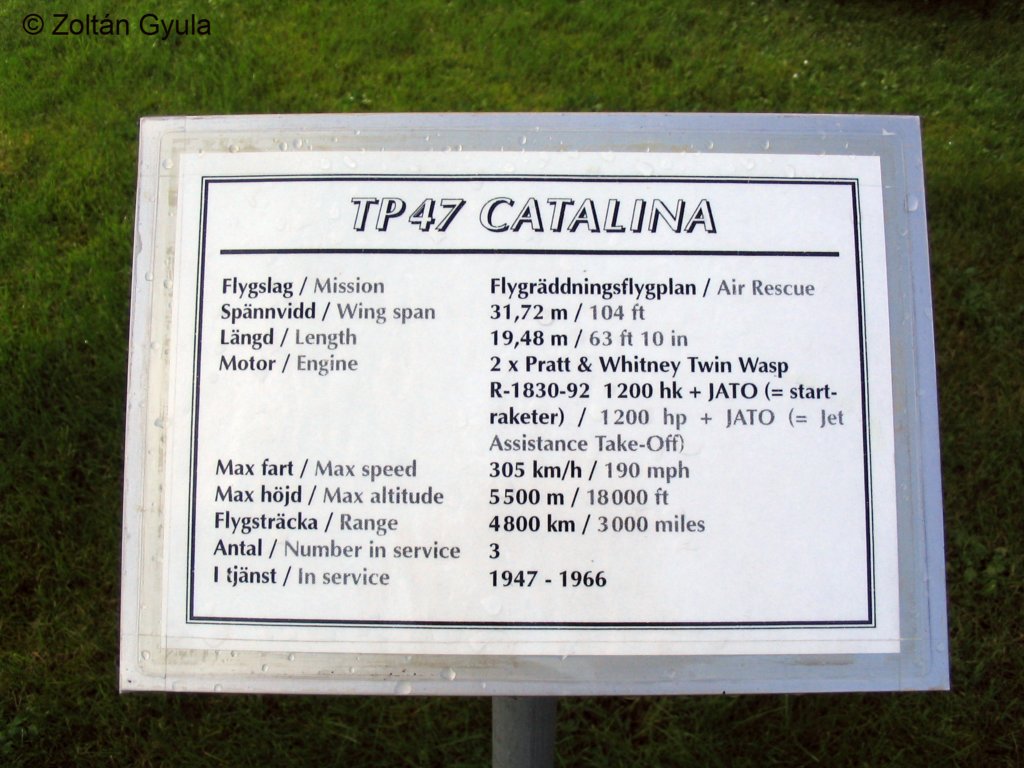 © Zoltán Gyula
TP47 CATALINA
Flygslag / Mission Flygräddningsflygplan / Air Rescue
Spännvidd / Wing span 31,72 m / 104 ft
Längd / Length 19,48 m / 63 ft 10 in
Motor / Engine 2 x Pratt & Whitney Twin Wasp
R-1830-92 1200 hk + JATO (= start-
raketer) / 1200 hp + JATO (= Jet
Assistance Take-Off)
Max fart / Max speed 305 km/h / 190 mph
Max höjd / Max altitude 5500 m / 18000 ft
Flygsträcka / Range 4800 km / 3000 miles
Antal / Number in service 3
I tjänst / In service 1947 - 1966